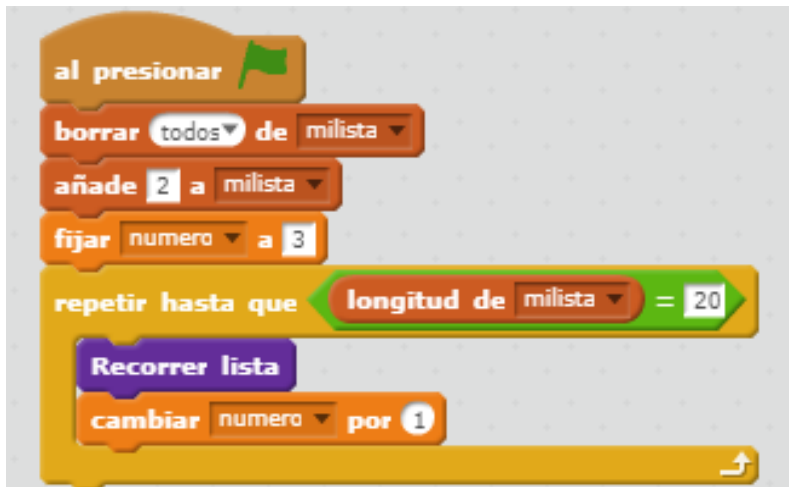 al presionar
borrar todos de milista
añade 2 a milista
fijar numero a 3
repetir hasta que longitud de milista = 20
Recorrer lista
cambiar numero por 1